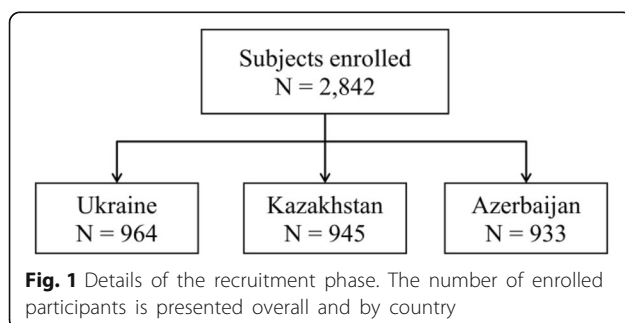 Subjects enrolled
N = 2,842
Ukraine
N = 964
Kazakhstan
N = 945
Azerbaijan
N = 933
Fig. 1 Details of the recruitment phase. The number of enrolled
participants is presented overall and by country